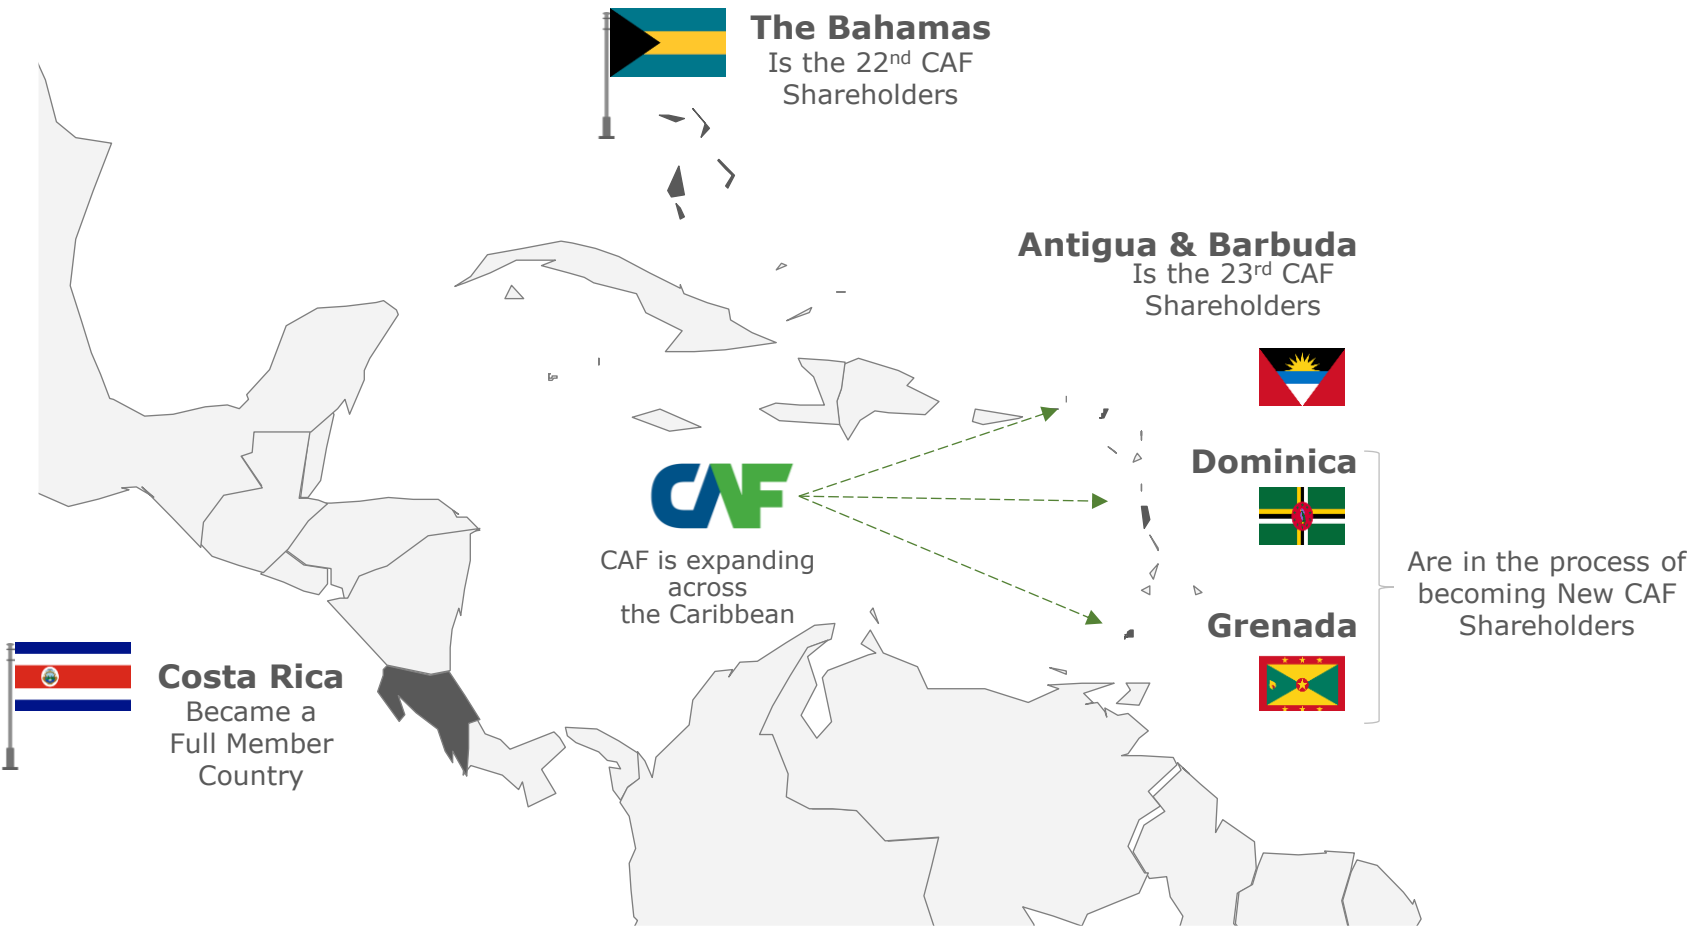 The Bahamas
Is the 22nd CAF
Shareholders
Antigua & Barbuda
Is the 23rd CAF
Shareholders
Dominica
Grenada
Are in the process of
becoming New CAF
Shareholders
CAF
CAF is expanding
across
the Caribbean
Costa Rica
Became a
Full Member
Country